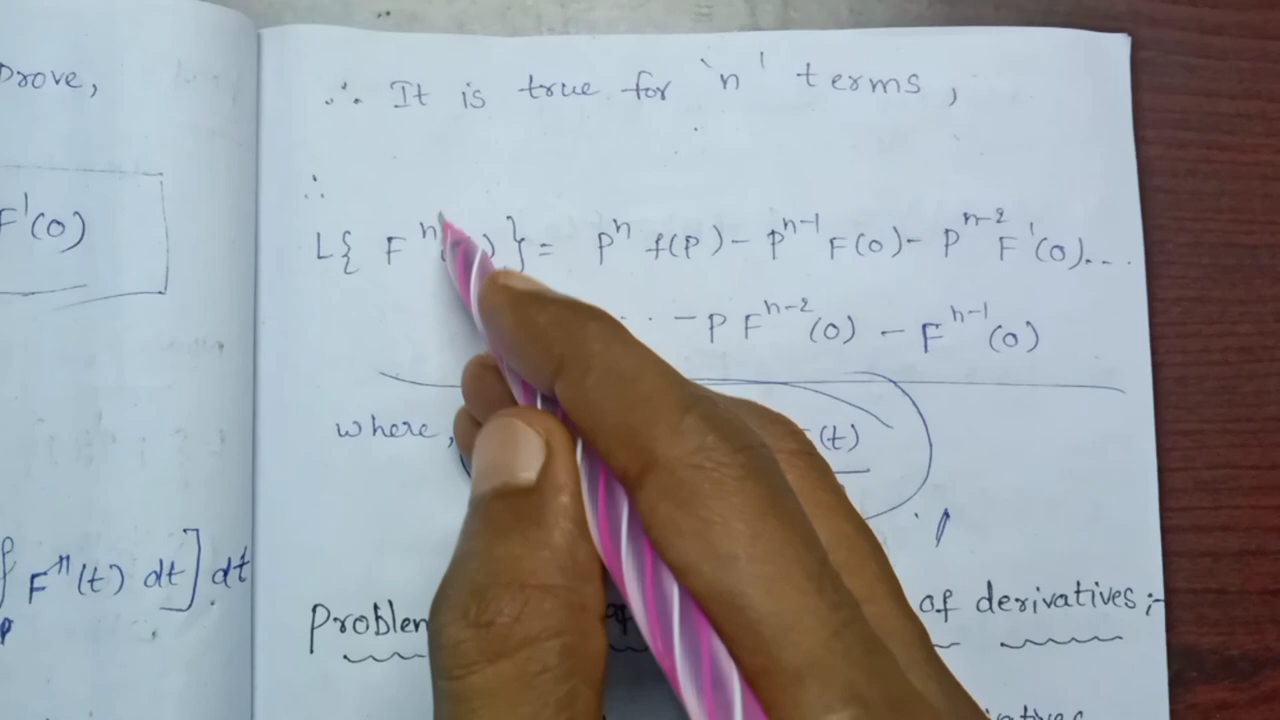 prove,
F'(0)
F"(t) dt] dt
∴ It is true for 'n' terms,
∴
L{ F^n ( ) } = P^n f(P) - P^{n-1} F(0) - P^{n-2} F'(0)...
... - P F^{n-2}(0) - F^{n-1}(0)
where, (t)
Problem of derivatives :-